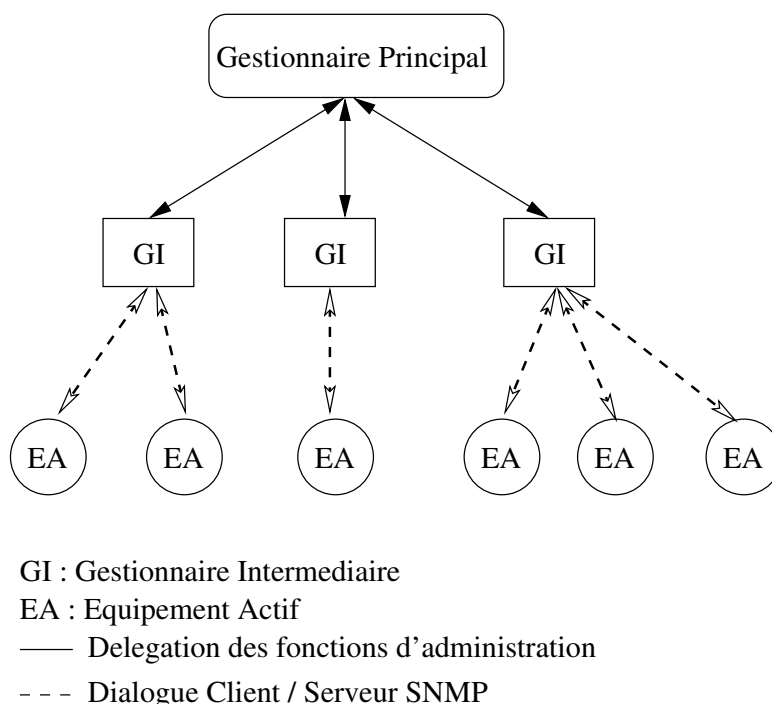 Gestionnaire Principal
GI GI GI
EA EA EA EA EA EA
GI : Gestionnaire Intermediaire
EA : Equipement Actif
Delegation des fonctions d'administration
Dialogue Client / Serveur SNMP